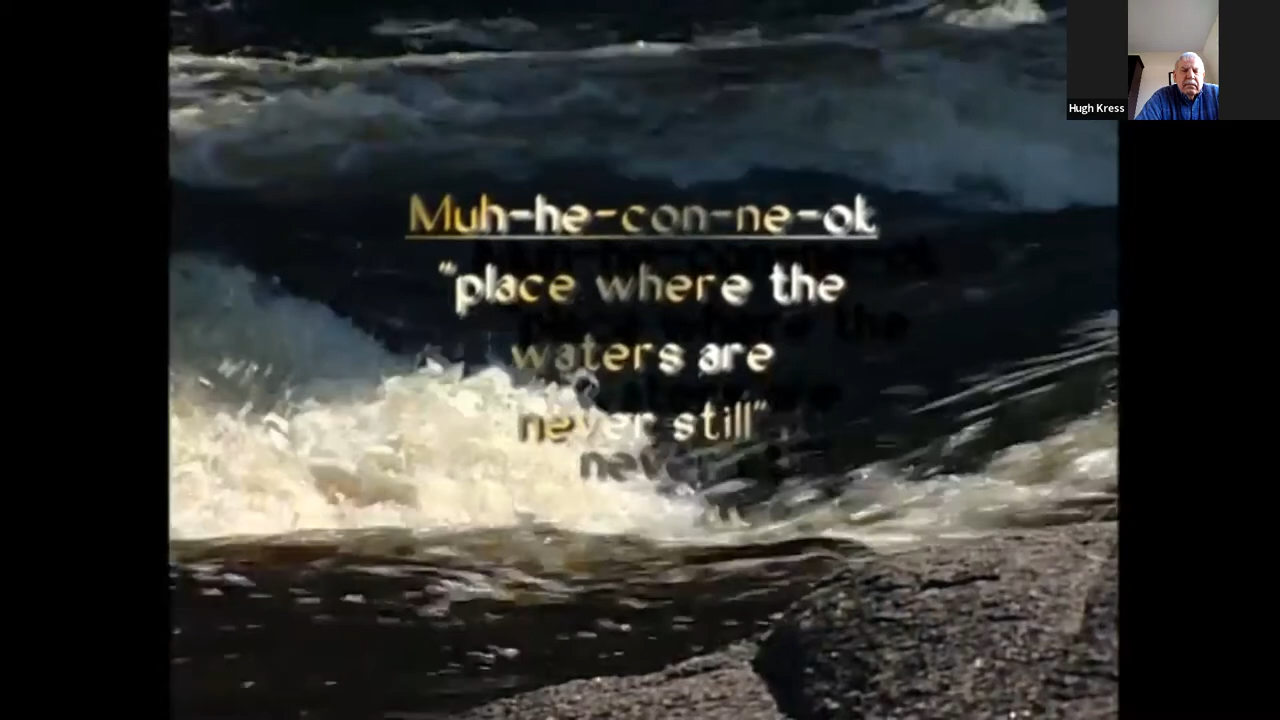 Muh-he-con-ne-ok
"place where the
waters are
never still"
Hugh Kress